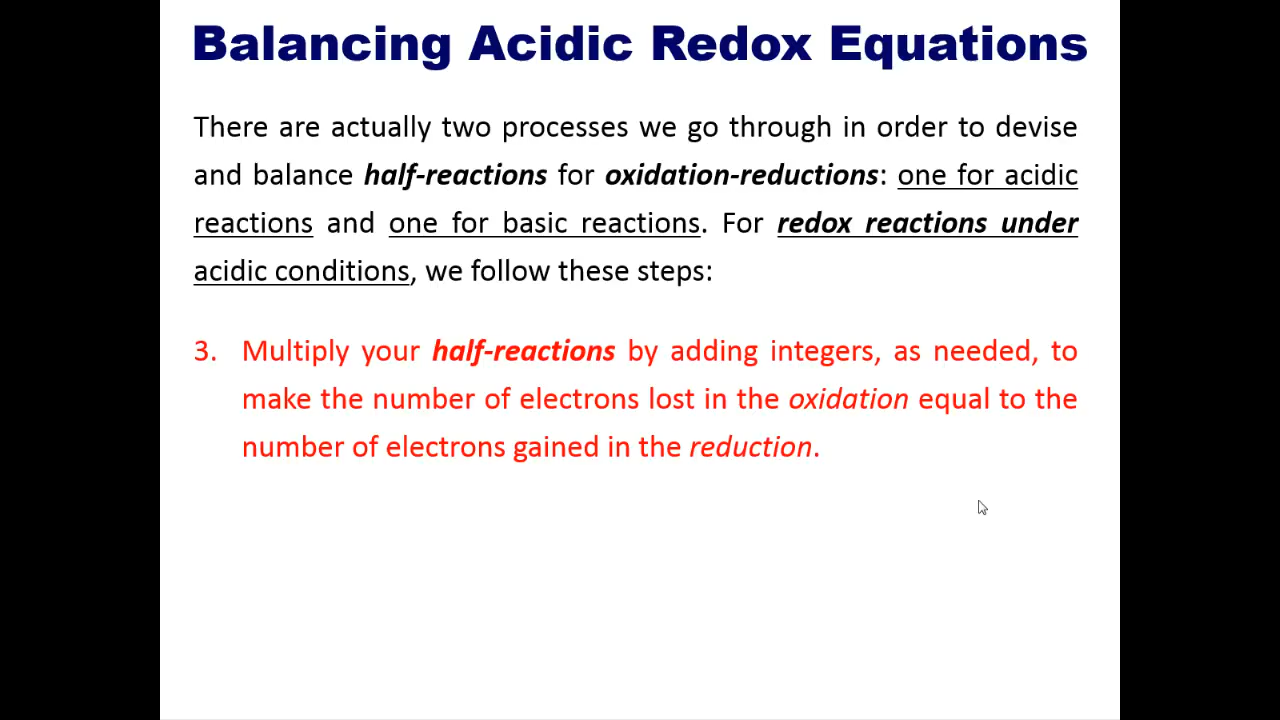 Balancing Acidic Redox Equations
There are actually two processes we go through in order to devise
and balance half-reactions for oxidation-reductions: one for acidic
reactions and one for basic reactions. For redox reactions under
acidic conditions, we follow these steps:
3. Multiply your half-reactions by adding integers, as needed, to
make the number of electrons lost in the oxidation equal to the
number of electrons gained in the reduction.